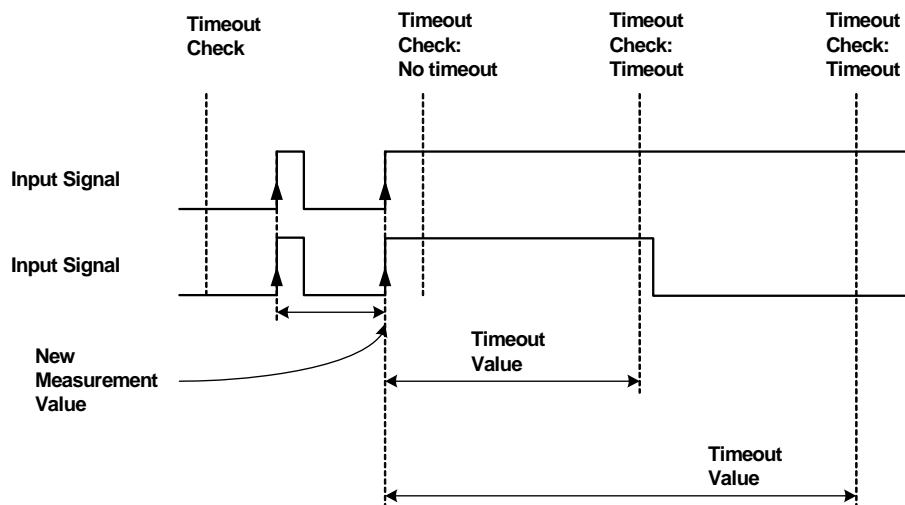 Timeout
Check
Timeout
Check:
No timeout
Timeout
Check:
Timeout
Timeout
Check:
Timeout
Input Signal
Input Signal
New
Measurement
Value
Timeout
Value
Timeout
Value